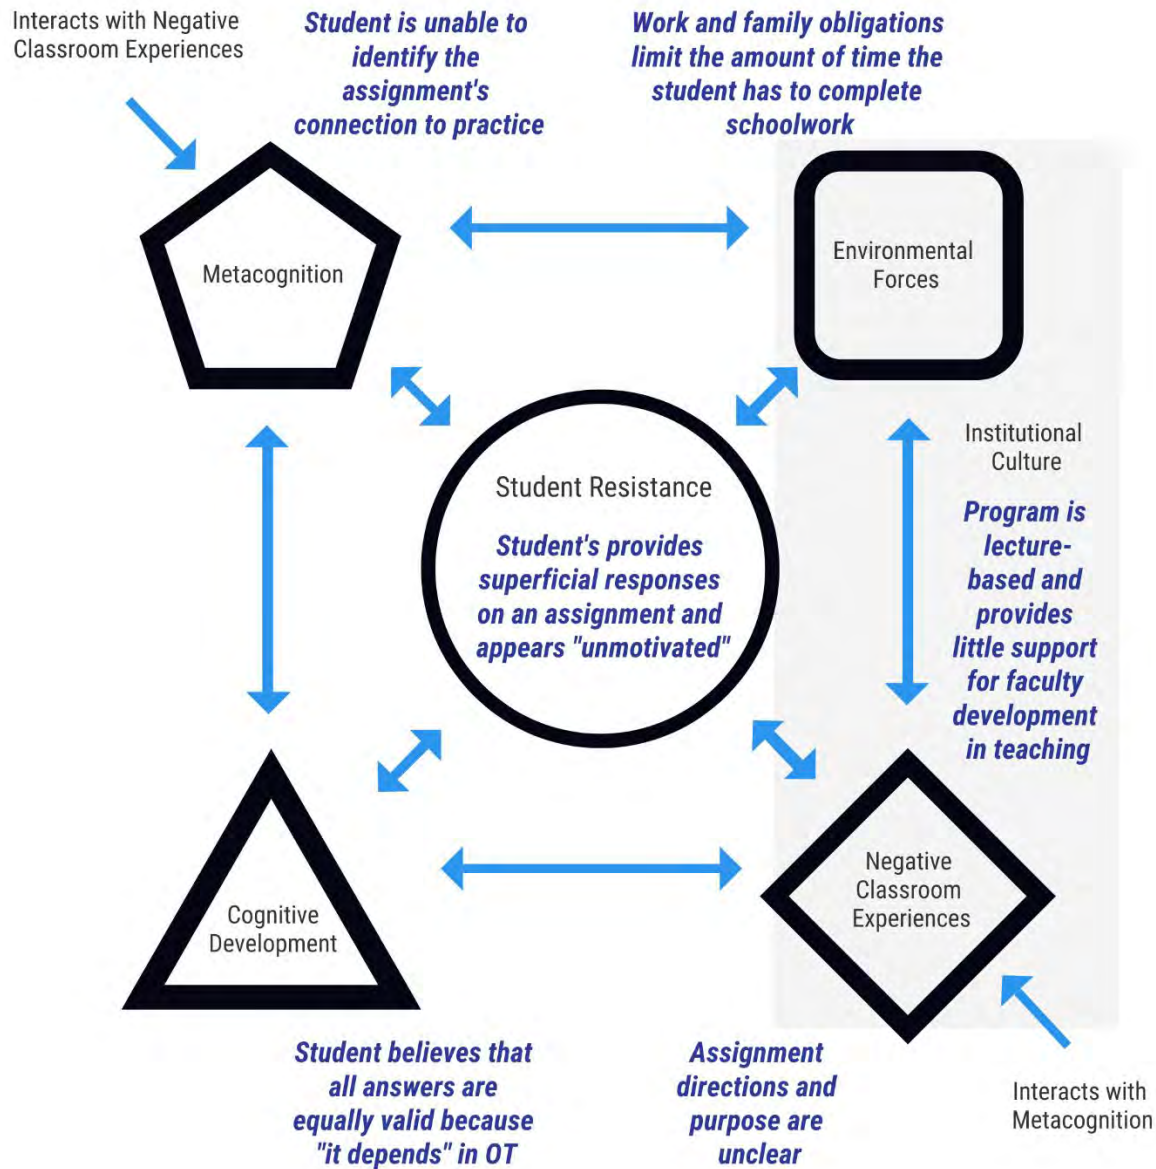 Interacts with Negative
Classroom Experiences
Student is unable to
identify the
assignment's
connection to practice
Work and family obligations
limit the amount of time the
student has to complete
schoolwork
Metacognition
Environmental
Forces
Student Resistance
Student's provides
superficial responses
on an assignment and
appears "unmotivated"
Institutional
Culture
Program is
lecture-
based and
provides
little support
for faculty
development
in teaching
Cognitive
Development
Negative
Classroom
Experiences
Student believes that
all answers are
equally valid because
"it depends" in OT
Assignment
directions and
purpose are
unclear
Interacts with
Metacognition